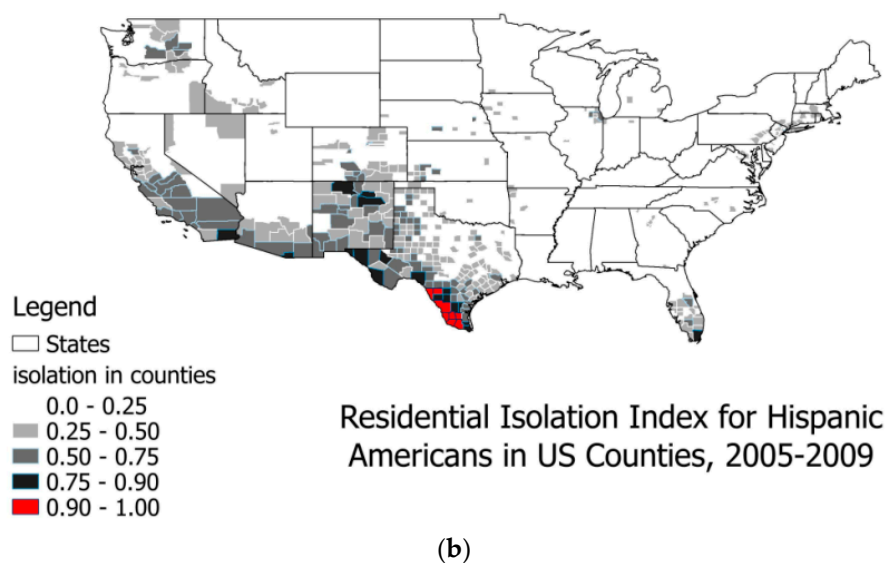 Legend
States
isolation in counties
0.0 - 0.25
0.25 - 0.50
0.50 - 0.75
0.75 - 0.90
0.90 - 1.00
Residential Isolation Index for Hispanic
Americans in US Counties, 2005-2009
(b)